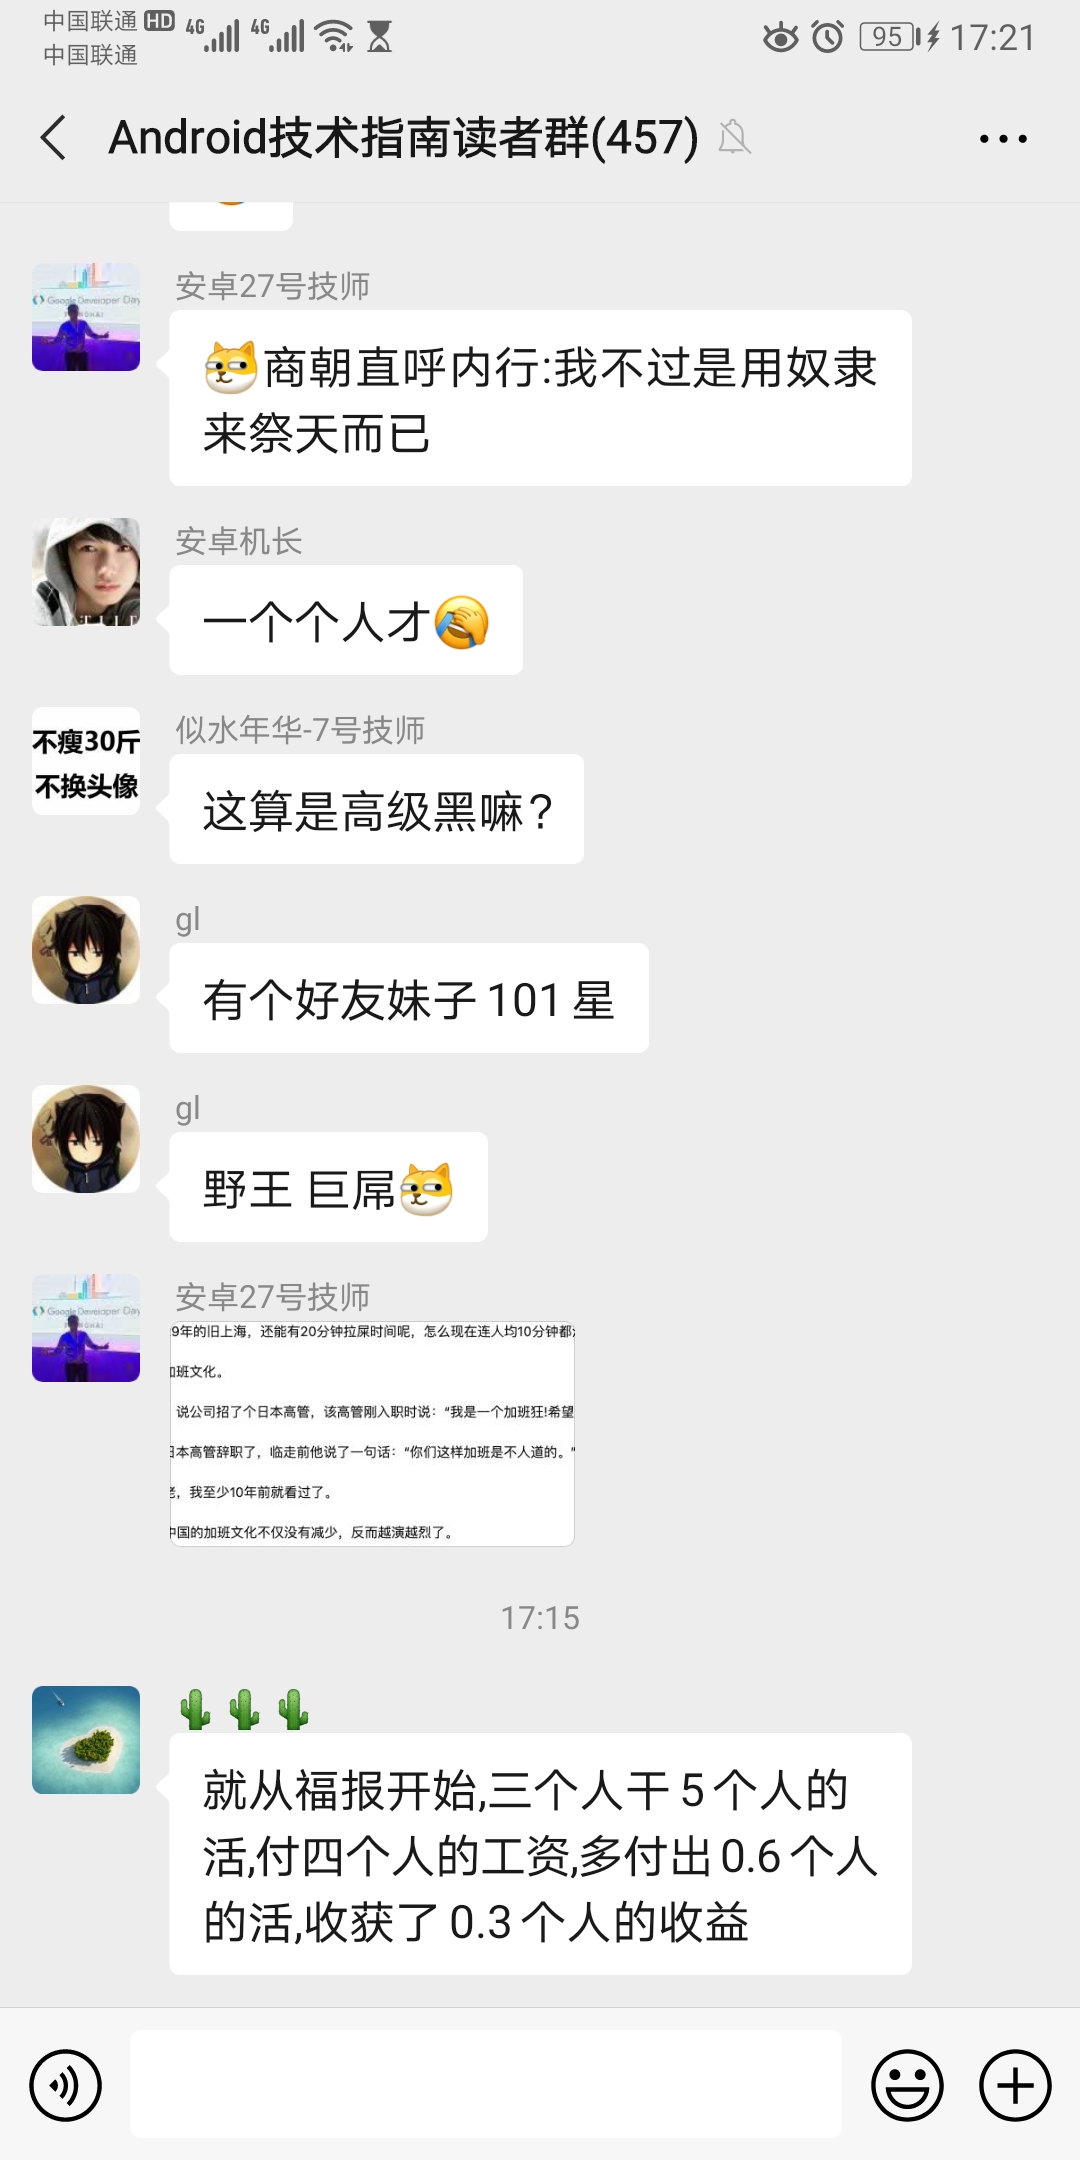 中国联通 HD 4G 4G 95 17:21
中国联通
Android技术指南读者群(457)
安卓27号技师
商朝直呼内行:我不过是用奴隶
来祭天而已
安卓机长
一个个人才
不瘦30斤
不换头像
似水年华-7号技师
这算是高级黑嘛?
gl
有个好友妹子 101 星
gl
野王 巨屌
Google Developer Day
安卓27号技师
9年的旧上海，还能有20分钟拉屎时间呢，怎么现在连人均10分钟都
加班文化。
说公司招了个日本高管，该高管刚入职时说：“我是一个加班狂!希望
日本高管辞职了，临走前他说了一句话：“你们这样加班是不人道的。”
老，我至少10年前就看过了。
中国的加班文化不仅没有减少，反而越演越烈了。
17:15
就从福报开始,三个人干 5 个人的
活,付四个人的工资,多付出 0.6 个人
的活,收获了 0.3 个人的收益